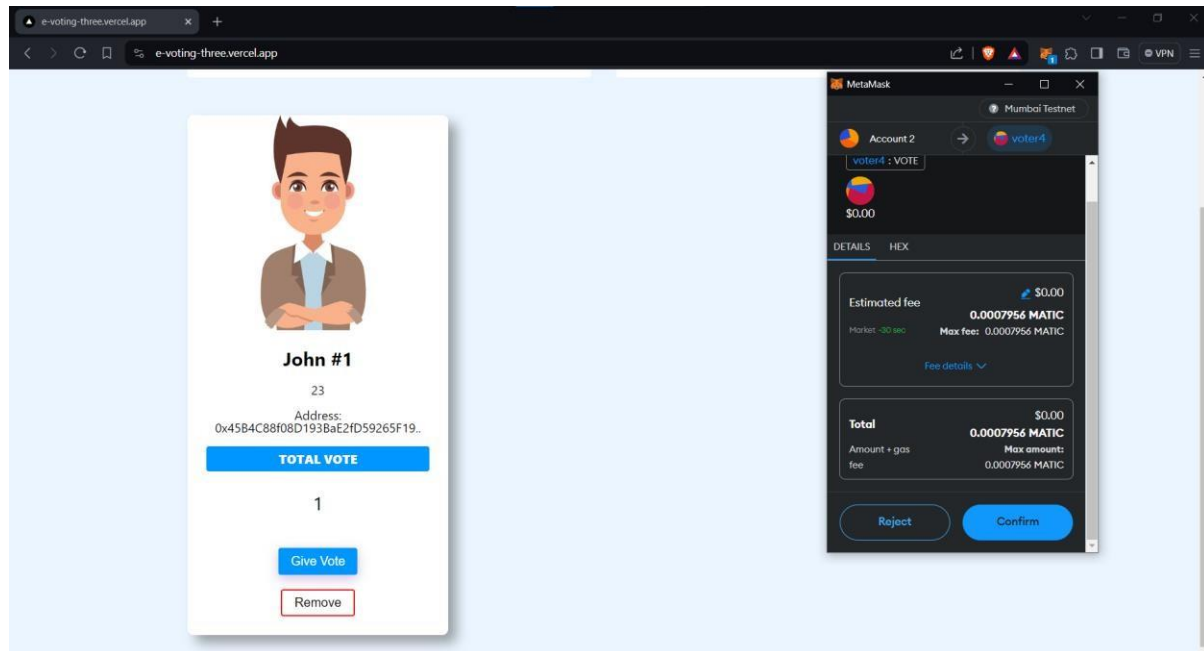 e-voting-three.vercel.app
e-voting-three.vercel.app
1
VPN
John #1
23
Address:
0x45B4C88f08D193BaE2fD59265F19..
TOTAL VOTE
1
Give Vote
Remove
MetaMask
Mumbai Testnet
Account 2
voter4
voter4 : VOTE
$0.00
DETAILS HEX
Estimated fee
$0.00
0.0007956 MATIC
Market ~30 sec Max fee: 0.0007956 MATIC
Fee details
Total
$0.00
0.0007956 MATIC
Amount + gas fee
Max amount:
0.0007956 MATIC
Reject Confirm